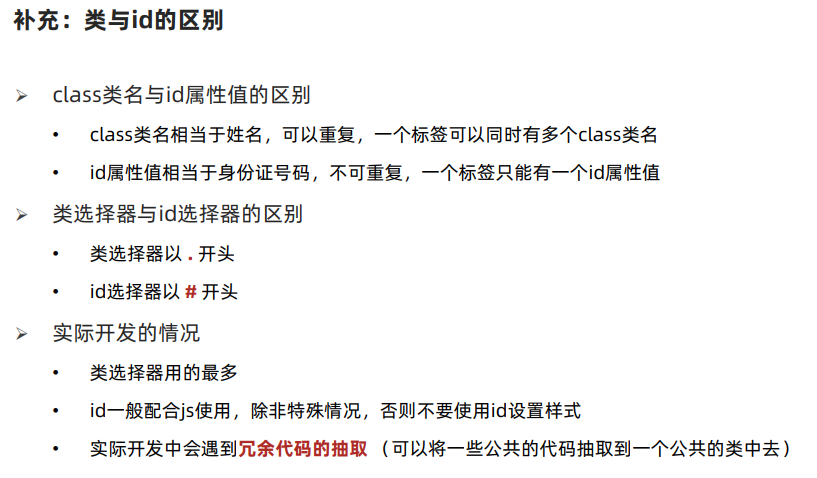 补充：类与id的区别
➢ class类名与id属性值的区别
• class类名相当于姓名，可以重复，一个标签可以同时有多个class类名
• id属性值相当于身份证号码，不可重复，一个标签只能有一个id属性值
➢ 类选择器与id选择器的区别
• 类选择器以 . 开头
• id选择器以 # 开头
➢ 实际开发的情况
• 类选择器用的最多
• id一般配合js使用，除非特殊情况，否则不要使用id设置样式
• 实际开发中会遇到冗余代码的抽取 （可以将一些公共的代码抽取到一个公共的类中去）